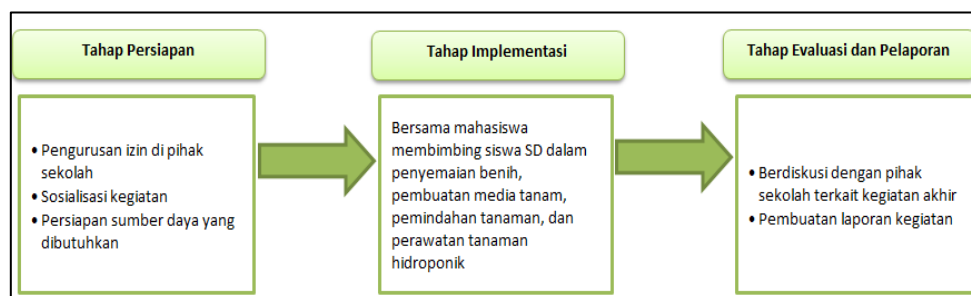 Tahap Persiapan
• Pengurusan izin di pihak
sekolah
• Sosialisasi kegiatan
• Persiapan sumber daya yang
dibutuhkan
Tahap Implementasi
Bersama mahasiswa
membimbing siswa SD dalam
penyemaian benih,
pembuatan media tanam,
pemindahan tanaman, dan
perawatan tanaman
hidroponik
Tahap Evaluasi dan Pelaporan
• Berdiskusi dengan pihak
sekolah terkait kegiatan akhir
• Pembuatan laporan kegiatan